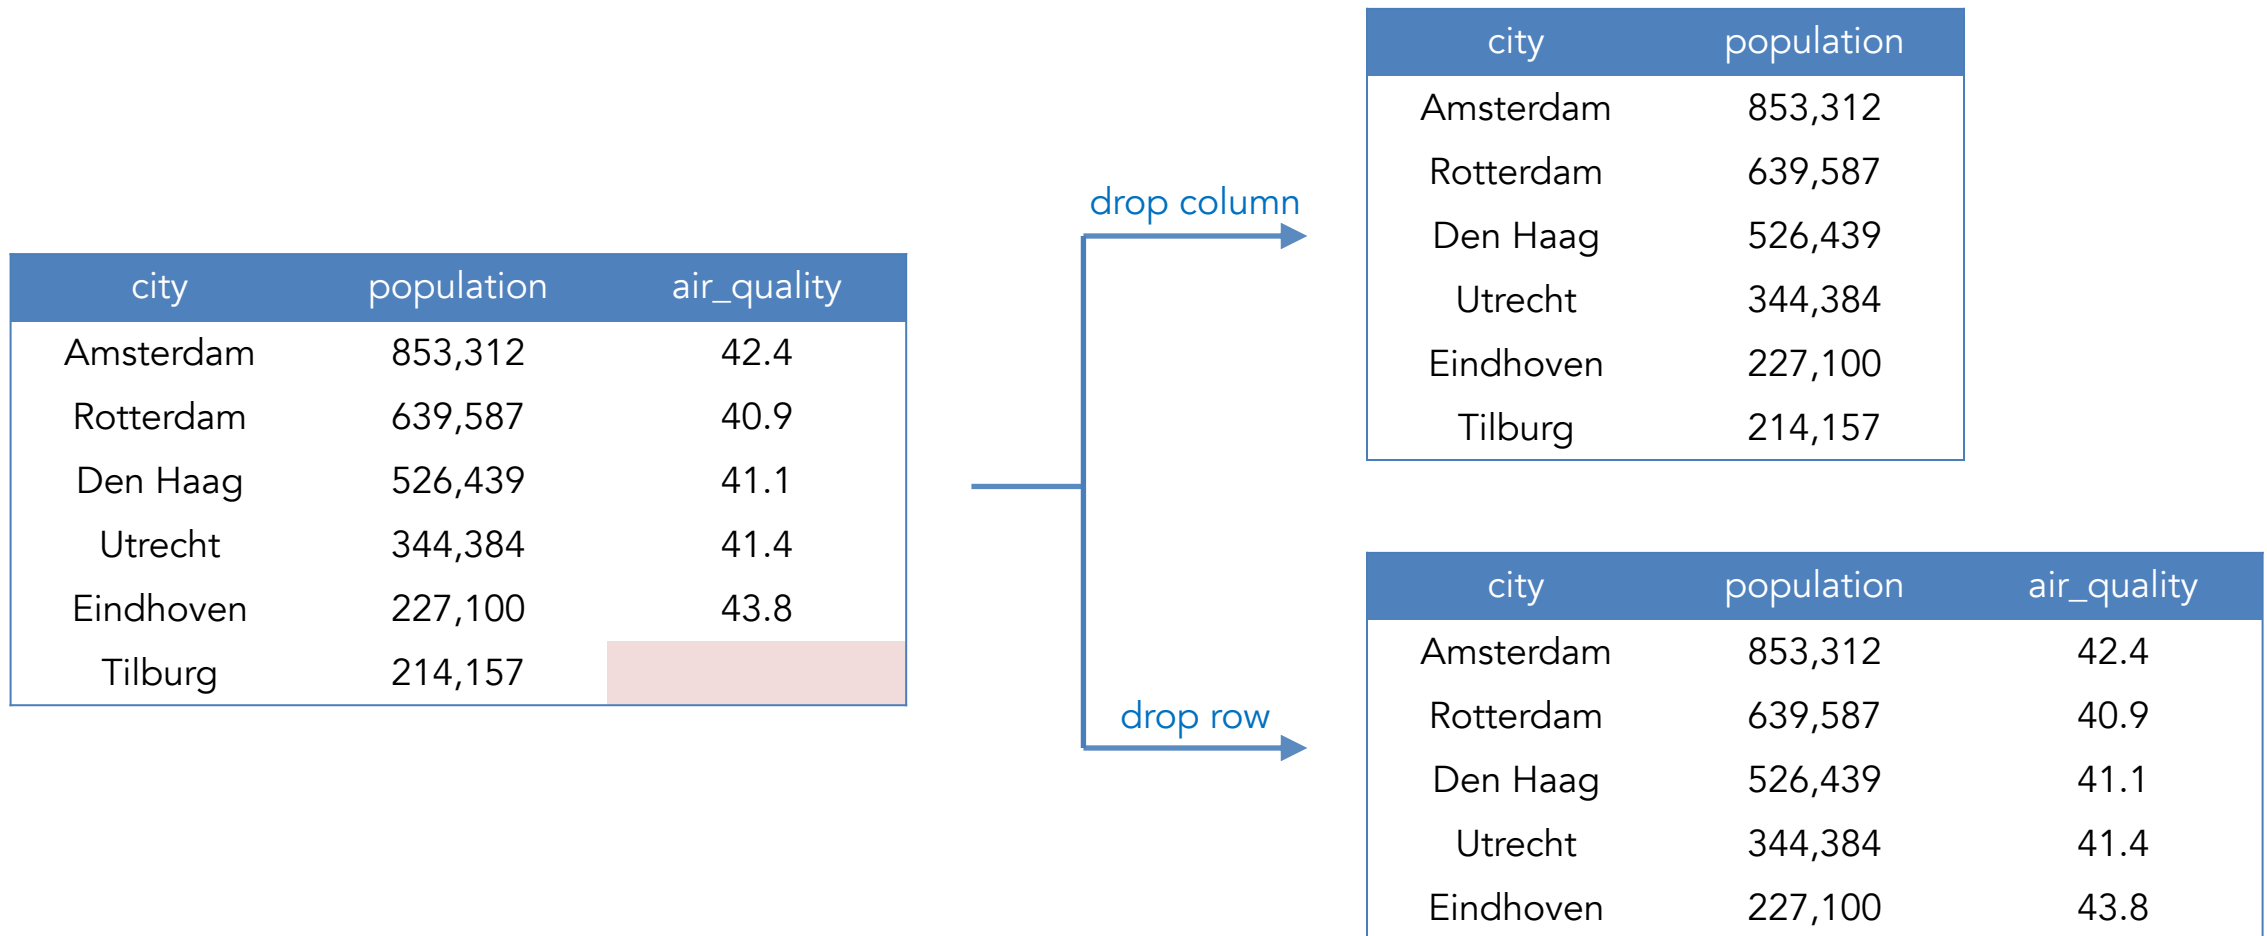 city population air_quality
Amsterdam 853,312 42.4
Rotterdam 639,587 40.9
Den Haag 526,439 41.1
Utrecht 344,384 41.4
Eindhoven 227,100 43.8
Tilburg 214,157
drop column
city population
Amsterdam 853,312
Rotterdam 639,587
Den Haag 526,439
Utrecht 344,384
Eindhoven 227,100
Tilburg 214,157
drop row
city population air_quality
Amsterdam 853,312 42.4
Rotterdam 639,587 40.9
Den Haag 526,439 41.1
Utrecht 344,384 41.4
Eindhoven 227,100 43.8